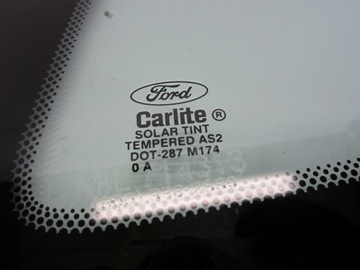 Ford
Carlite ®
SOLAR TINT
TEMPERED AS2
DOT-287 M174
0 A